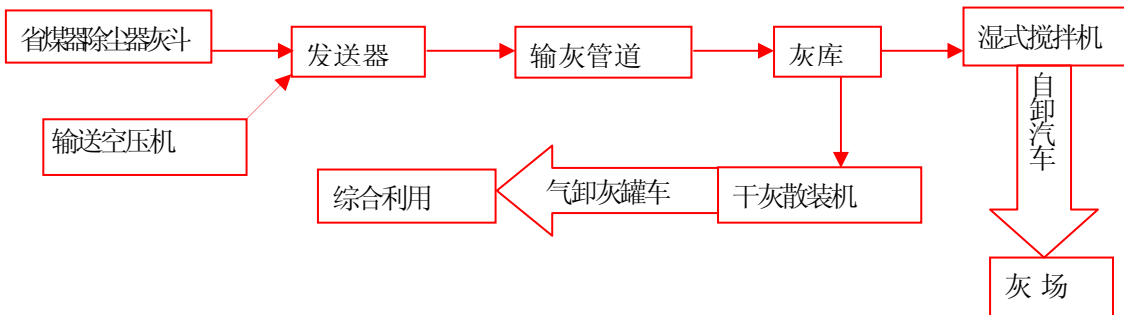 省煤器除尘器灰斗
发送器
输灰管道
灰库
湿式搅拌机
输送空压机
自卸汽车
综合利用
气卸灰罐车
干灰散装机
灰 场